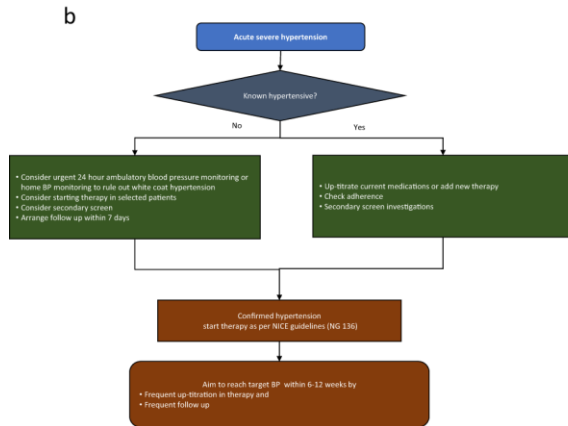 b
Acute severe hypertension
Known hypertensive?
No
Yes
• Consider urgent 24 hour ambulatory blood pressure monitoring or
home BP monitoring to rule out white coat hypertension
• Consider starting therapy in selected patients
• Consider secondary screen
• Arrange follow up within 7 days
• Up-titrate current medications or add new therapy
• Check adherence
• Secondary screen investigations
Confirmed hypertension
start therapy as per NICE guidelines (NG 136)
Aim to reach target BP within 6-12 weeks by
• Frequent up-titration in therapy and
• Frequent follow up